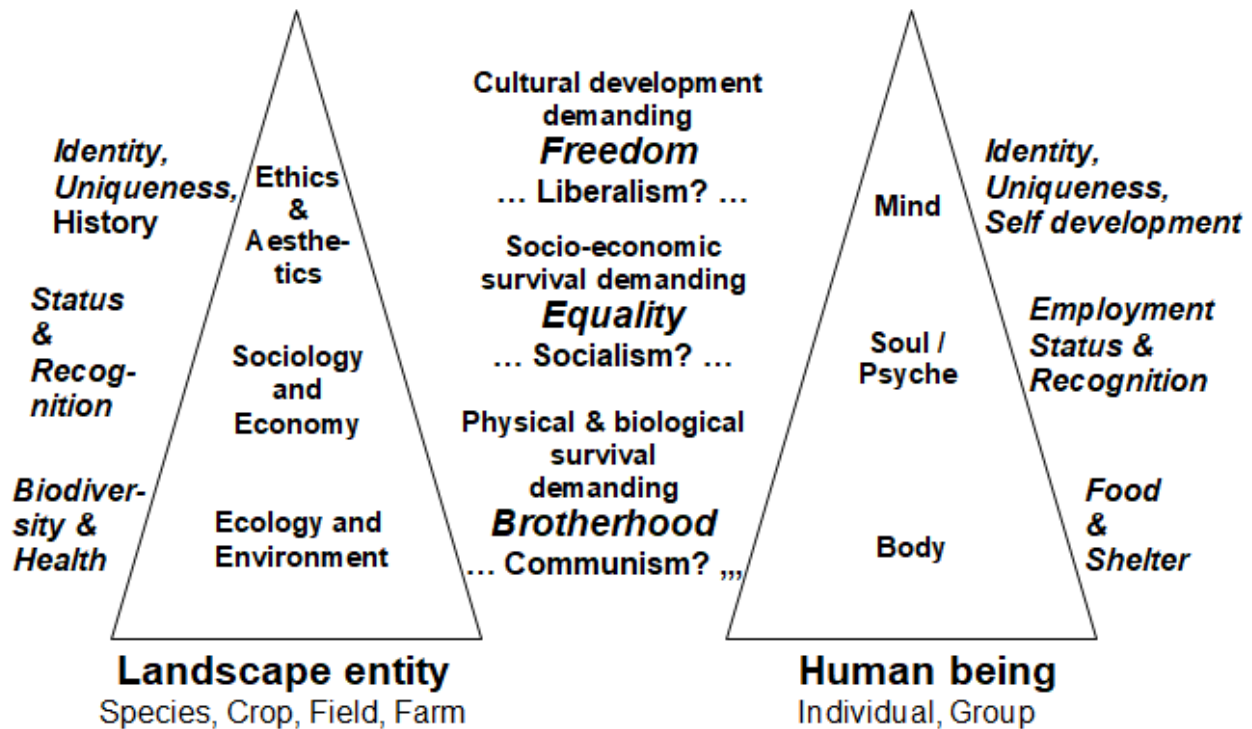 Cultural development
demanding
Freedom
… Liberalism? …
Identity,
Uniqueness,
History
Ethics
&
Aesthe-
tics
Mind
Identity,
Uniqueness,
Self development
Socio-economic
survival demanding
Equality
… Socialism? …
Status
&
Recog-
nition
Sociology
and
Economy
Soul /
Psyche
Employment
Status &
Recognition
Physical & biological
survival
demanding
Brotherhood
… Communism? ,,,
Biodiver-
sity &
Health
Ecology and
Environment
Body
Food
&
Shelter
Landscape entity
Species, Crop, Field, Farm
Human being
Individual, Group